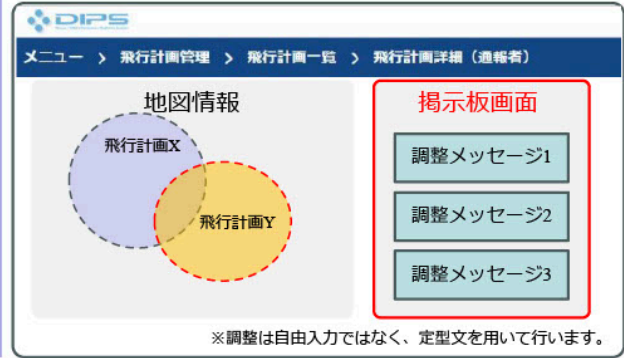 DIPS
メニュー > 飛行計画管理 > 飛行計画一覧 > 飛行計画詳細（通報者）
地図情報
飛行計画X
飛行計画Y
掲示板画面
調整メッセージ1
調整メッセージ2
調整メッセージ3
※調整は自由入力ではなく、定型文を用いて行います。